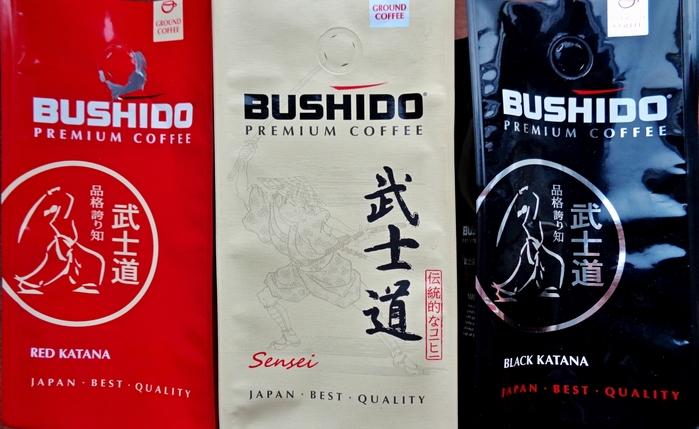 GROUND
COFFEE
BUSHIDO
PREMIUM COFFEE
武士道
品格誇り知
RED KATANA
JAPAN · BEST · QUALITY
GROUND
COFFEE
BUSHIDO®
PREMIUM COFFEE
武士道
伝統的なコーヒー
Sensei
JAPAN · BEST · QUALITY
BUSHIDO
PREMIUM COFFEE
武士道
品格誇り知
BLACK KATANA
JAPAN · BEST · QUALITY